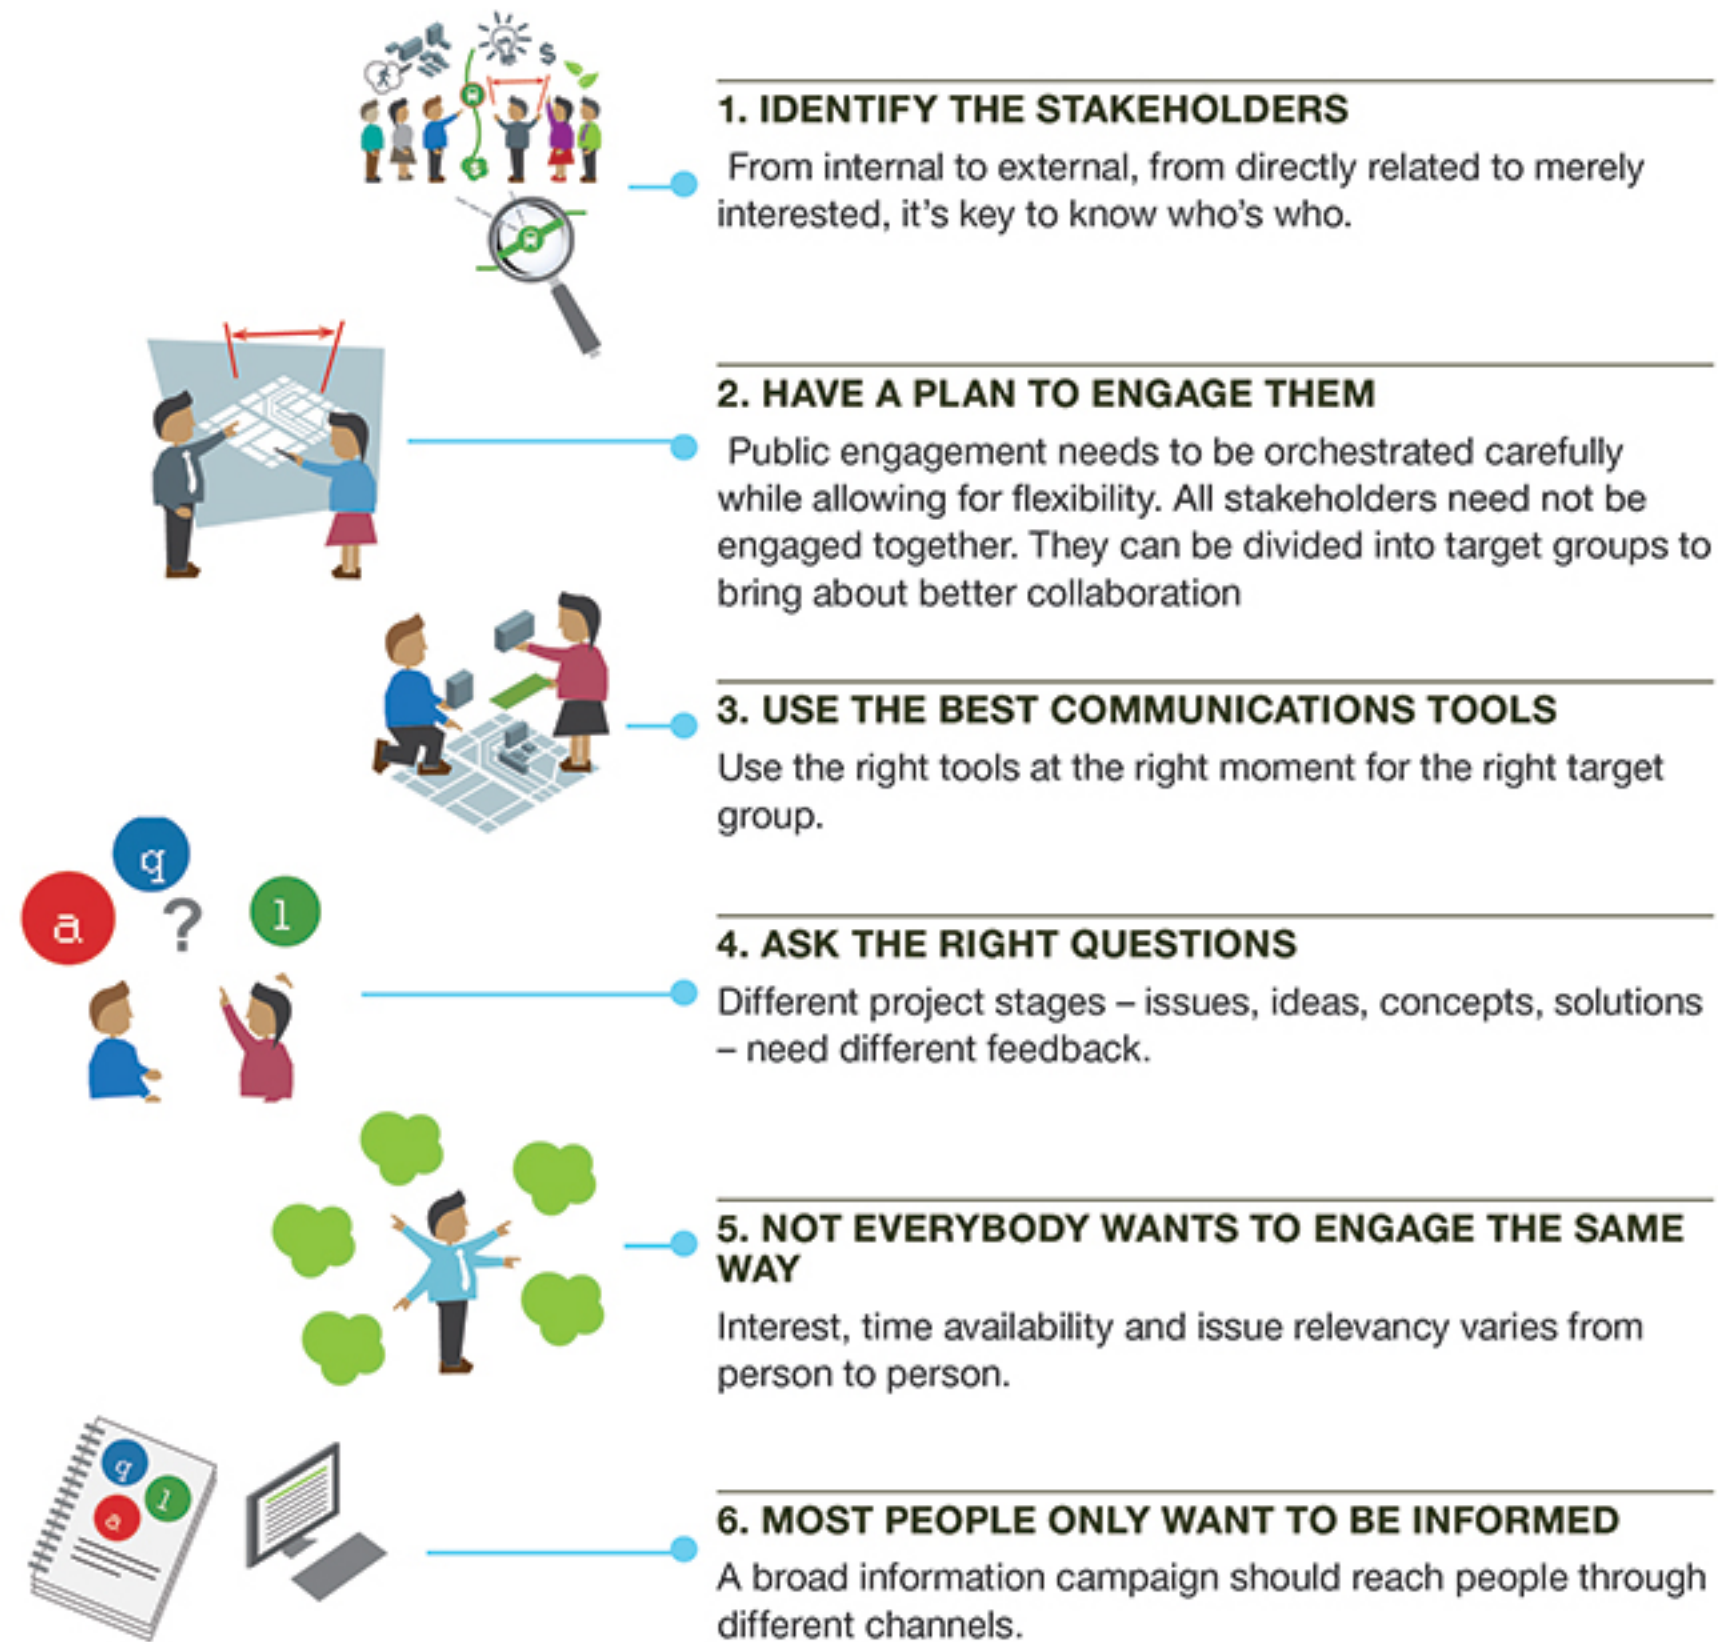 $
1. IDENTIFY THE STAKEHOLDERS
From internal to external, from directly related to merely
interested, it's key to know who's who.
2. HAVE A PLAN TO ENGAGE THEM
Public engagement needs to be orchestrated carefully
while allowing for flexibility. All stakeholders need not be
engaged together. They can be divided into target groups to
bring about better collaboration
3. USE THE BEST COMMUNICATIONS TOOLS
Use the right tools at the right moment for the right target
group.
q
a
?
l
4. ASK THE RIGHT QUESTIONS
Different project stages – issues, ideas, concepts, solutions
– need different feedback.
5. NOT EVERYBODY WANTS TO ENGAGE THE SAME
WAY
Interest, time availability and issue relevancy varies from
person to person.
q
l
a
6. MOST PEOPLE ONLY WANT TO BE INFORMED
A broad information campaign should reach people through
different channels.